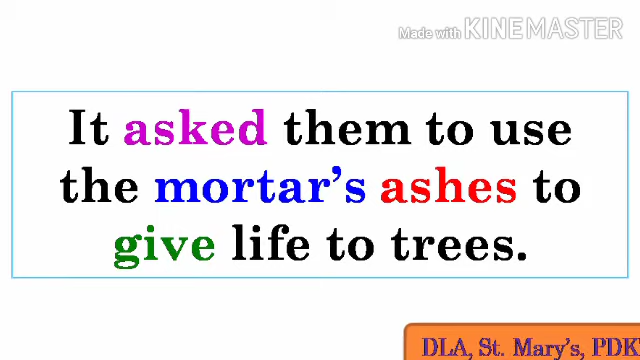 Made with KINEMASTER
It asked them to use
the mortar's ashes to
give life to trees.
DLA, St. Mary's, PDK